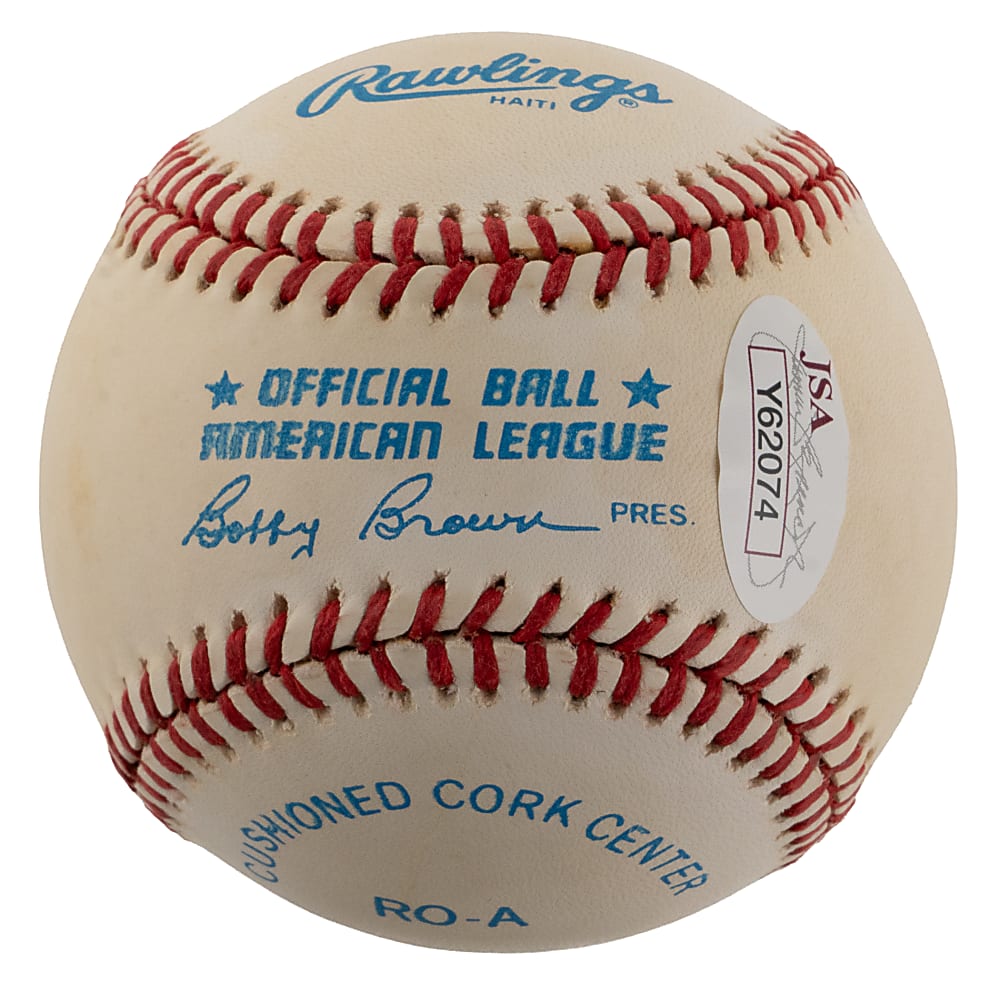 Rawlings
HAITI ®
★ OFFICIAL BALL ★
AMERICAN LEAGUE
Bobby Brown PRES.
JSA
Y62074
CUSHIONED CORK CENTER
RO-A